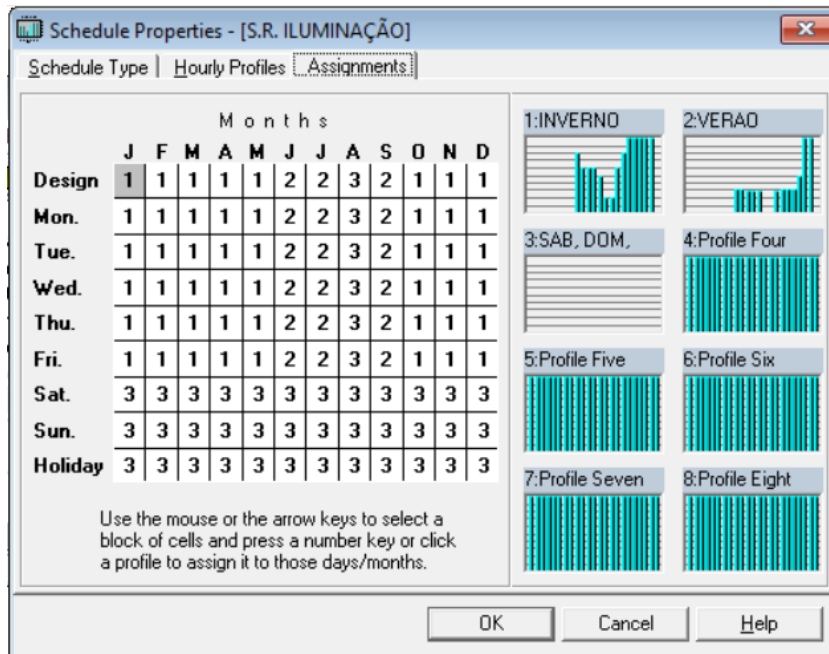 Schedule Properties - [S.R. ILUMINAÇÃO]
Schedule Type Hourly Profiles Assignments
Months
J F M A M J J A S O N D
Design 1 1 1 1 1 2 2 3 2 1 1 1
Mon. 1 1 1 1 1 2 2 3 2 1 1 1
Tue. 1 1 1 1 1 2 2 3 2 1 1 1
Wed. 1 1 1 1 1 2 2 3 2 1 1 1
Thu. 1 1 1 1 1 2 2 3 2 1 1 1
Fri. 1 1 1 1 1 2 2 3 2 1 1 1
Sat. 3 3 3 3 3 3 3 3 3 3 3 3
Sun. 3 3 3 3 3 3 3 3 3 3 3 3
Holiday 3 3 3 3 3 3 3 3 3 3 3 3
Use the mouse or the arrow keys to select a
block of cells and press a number key or click
a profile to assign it to those days/months.
1:INVERNO 2:VERAO
3:SAB, DOM, 4:Profile Four
5:Profile Five 6:Profile Six
7:Profile Seven 8:Profile Eight
OK Cancel Help